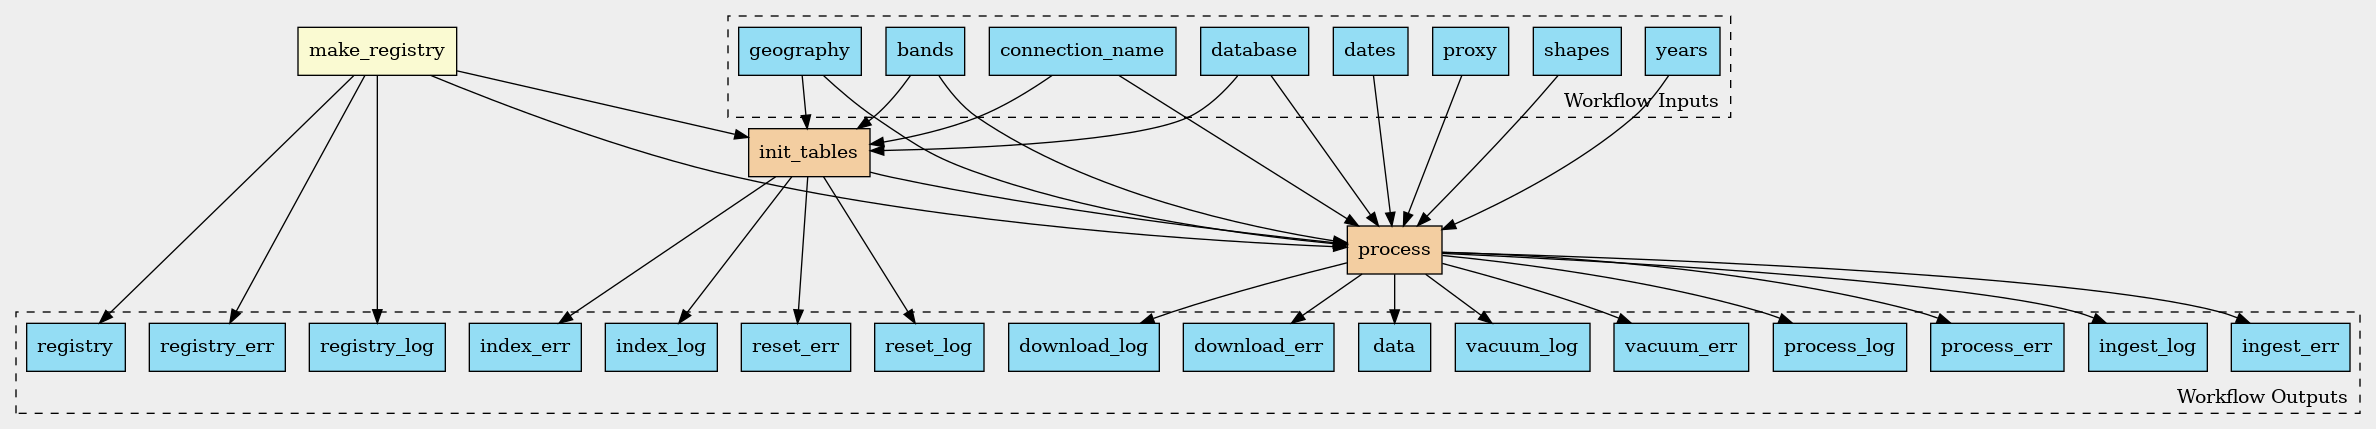 make_registry
geography
bands
connection_name
database
dates
proxy
shapes
years
Workflow Inputs
init_tables
process
registry
registry_err
registry_log
index_err
index_log
reset_err
reset_log
download_log
download_err
data
vacuum_log
vacuum_err
process_log
process_err
ingest_log
ingest_err
Workflow Outputs